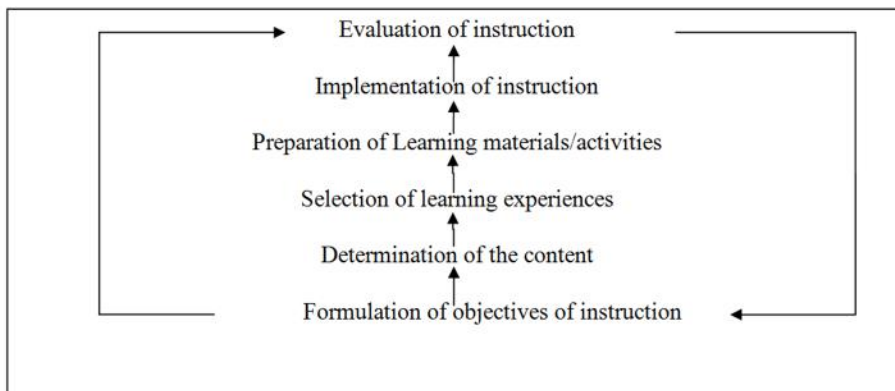 Evaluation of instruction
Implementation of instruction
Preparation of Learning materials/activities
Selection of learning experiences
Determination of the content
Formulation of objectives of instruction